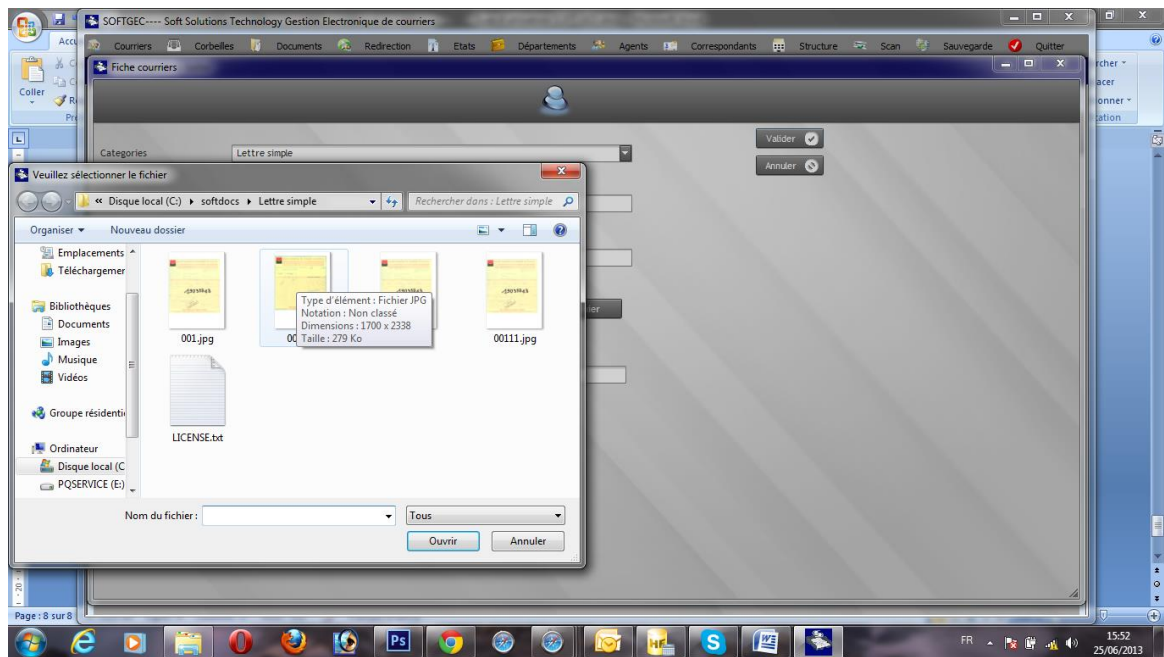 SOFTGEC---- Soft Solutions Technology Gestion Electronique de courriers
Courriers Corbeilles Documents Redirection Etats Départements Agents Correspondants Structure Scan Sauvegarde Quitter
Fiche courriers
Coller
Valider
Categories Lettre simple
Annuler
Veuillez sélectionner le fichier
« Disque local (C:) softdocs Lettre simple
Rechercher dans : Lettre simple
Organiser Nouveau dossier
Emplacements
Téléchargemer
Bibliothèques
Documents
Images
Musique
Vidéos
Groupe résidentie
Ordinateur
Disque local (C
PQSERVICE (E:)
001.jpg
00111.jpg
LICENSE.txt
Type d'élément : Fichier JPG
Notation : Non classé
Dimensions : 1700 x 2338
Taille : 279 Ko
Nom du fichier :
Tous
Ouvrir Annuler
Page : 8 sur 8
Ps
FR
15:52
25/06/2013